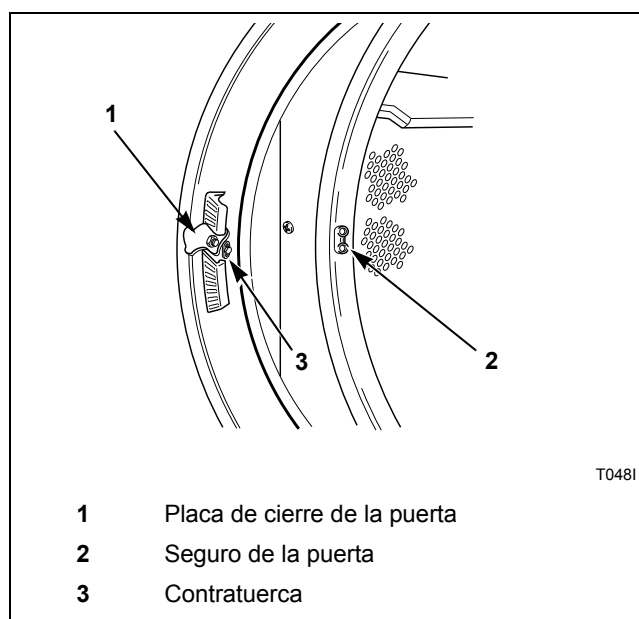 1
3
2
T048I
1 Placa de cierre de la puerta
2 Seguro de la puerta
3 Contratuerca